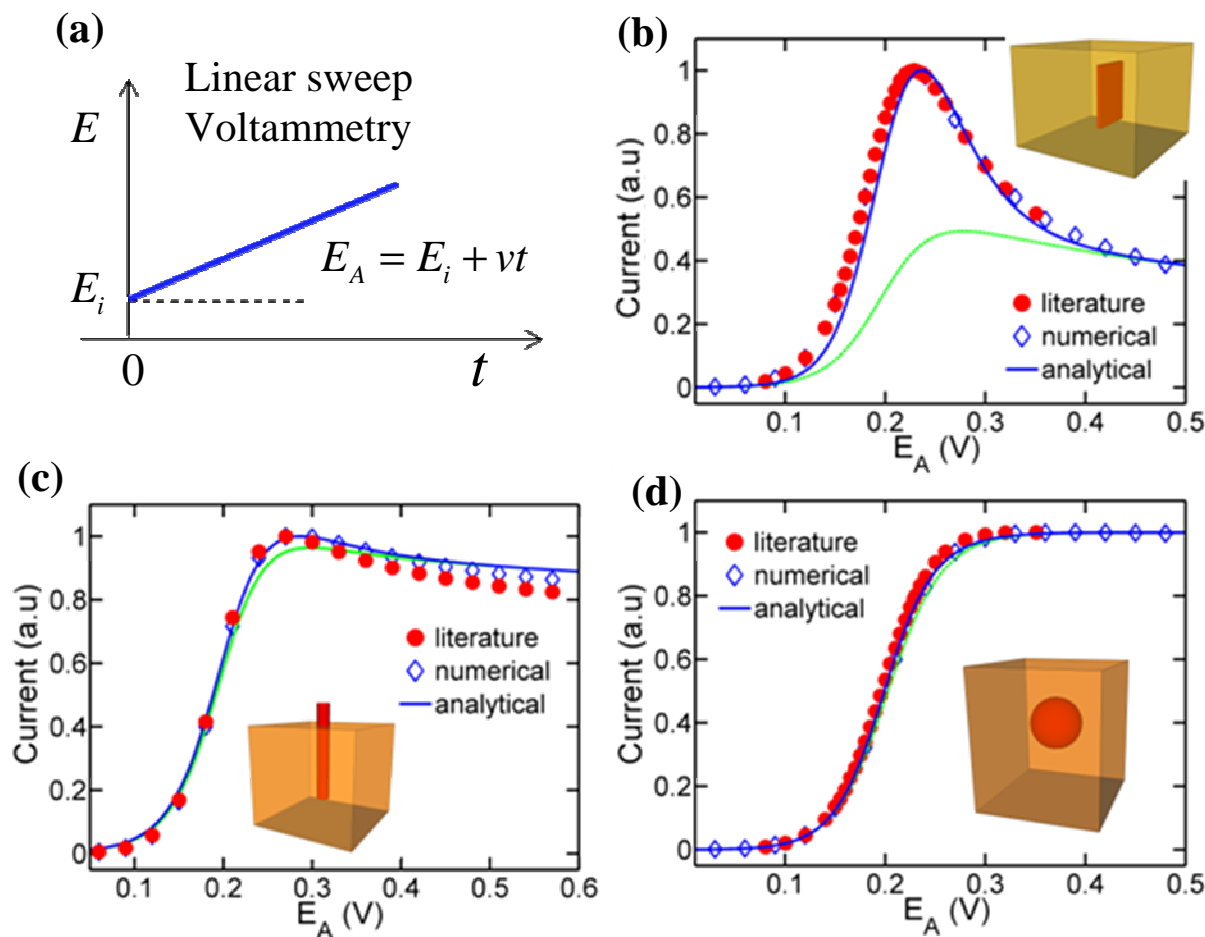 (a)
Linear sweep
Voltammetry
E
E_A = E_i + vt
E_i
0
t
(b)
Current (a.u)
1
0.8
0.6
0.4
0.2
0
literature
numerical
analytical
0.1 0.2 0.3 0.4 0.5
E_A (V)
(c)
Current (a.u)
1
0.8
0.6
0.4
0.2
0
literature
numerical
analytical
0.1 0.2 0.3 0.4 0.5 0.6
E_A (V)
(d)
Current (a.u)
1
0.8
0.6
0.4
0.2
0
literature
numerical
analytical
0.1 0.2 0.3 0.4 0.5
E_A (V)